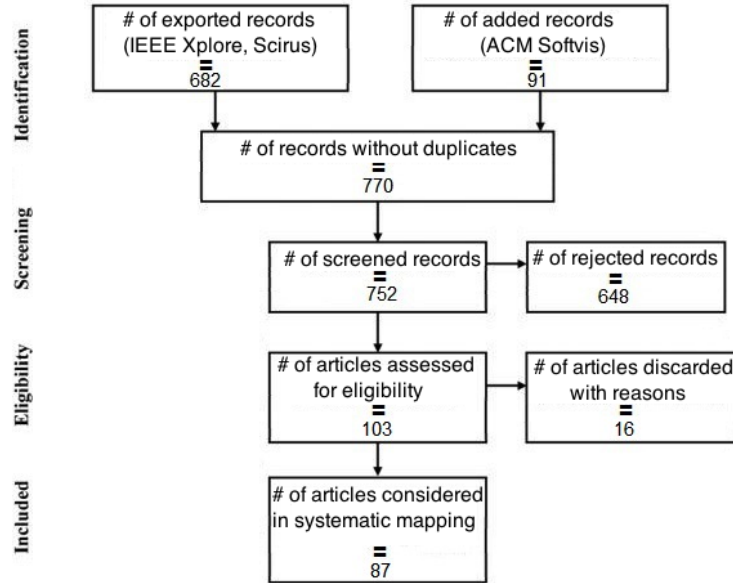 Identification
# of exported records
(IEEE Xplore, Scirus)
=
682
# of added records
(ACM Softvis)
=
91
# of records without duplicates
=
770
Screening
# of screened records
=
752
# of rejected records
=
648
Eligibility
# of articles assessed
for eligibility
=
103
# of articles discarded
with reasons
=
16
Included
# of articles considered
in systematic mapping
=
87